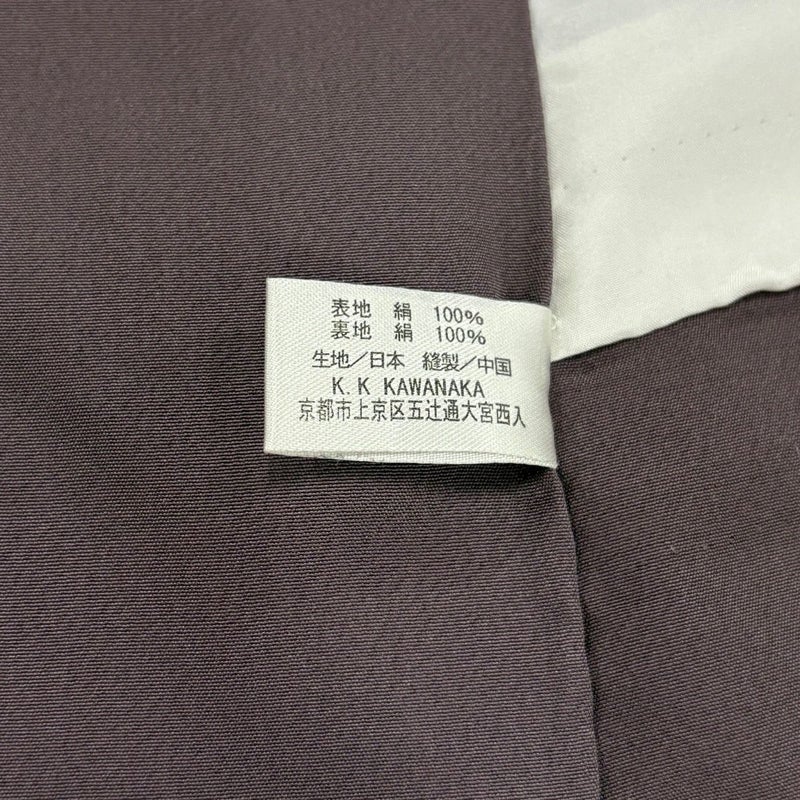 表地 絹 100%
裏地 絹 100%
生地/日本 縫製/中国
K. K KAWANAKA
京都市上京区五辻通大宮西入